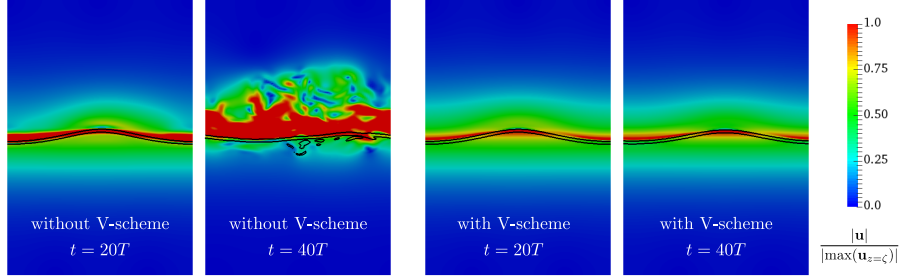 without V-scheme
t = 20T
without V-scheme
t = 40T
with V-scheme
t = 20T
with V-scheme
t = 40T
1.0
0.75
0.50
0.25
0.0
|u|
|max(u_{z=ζ})|